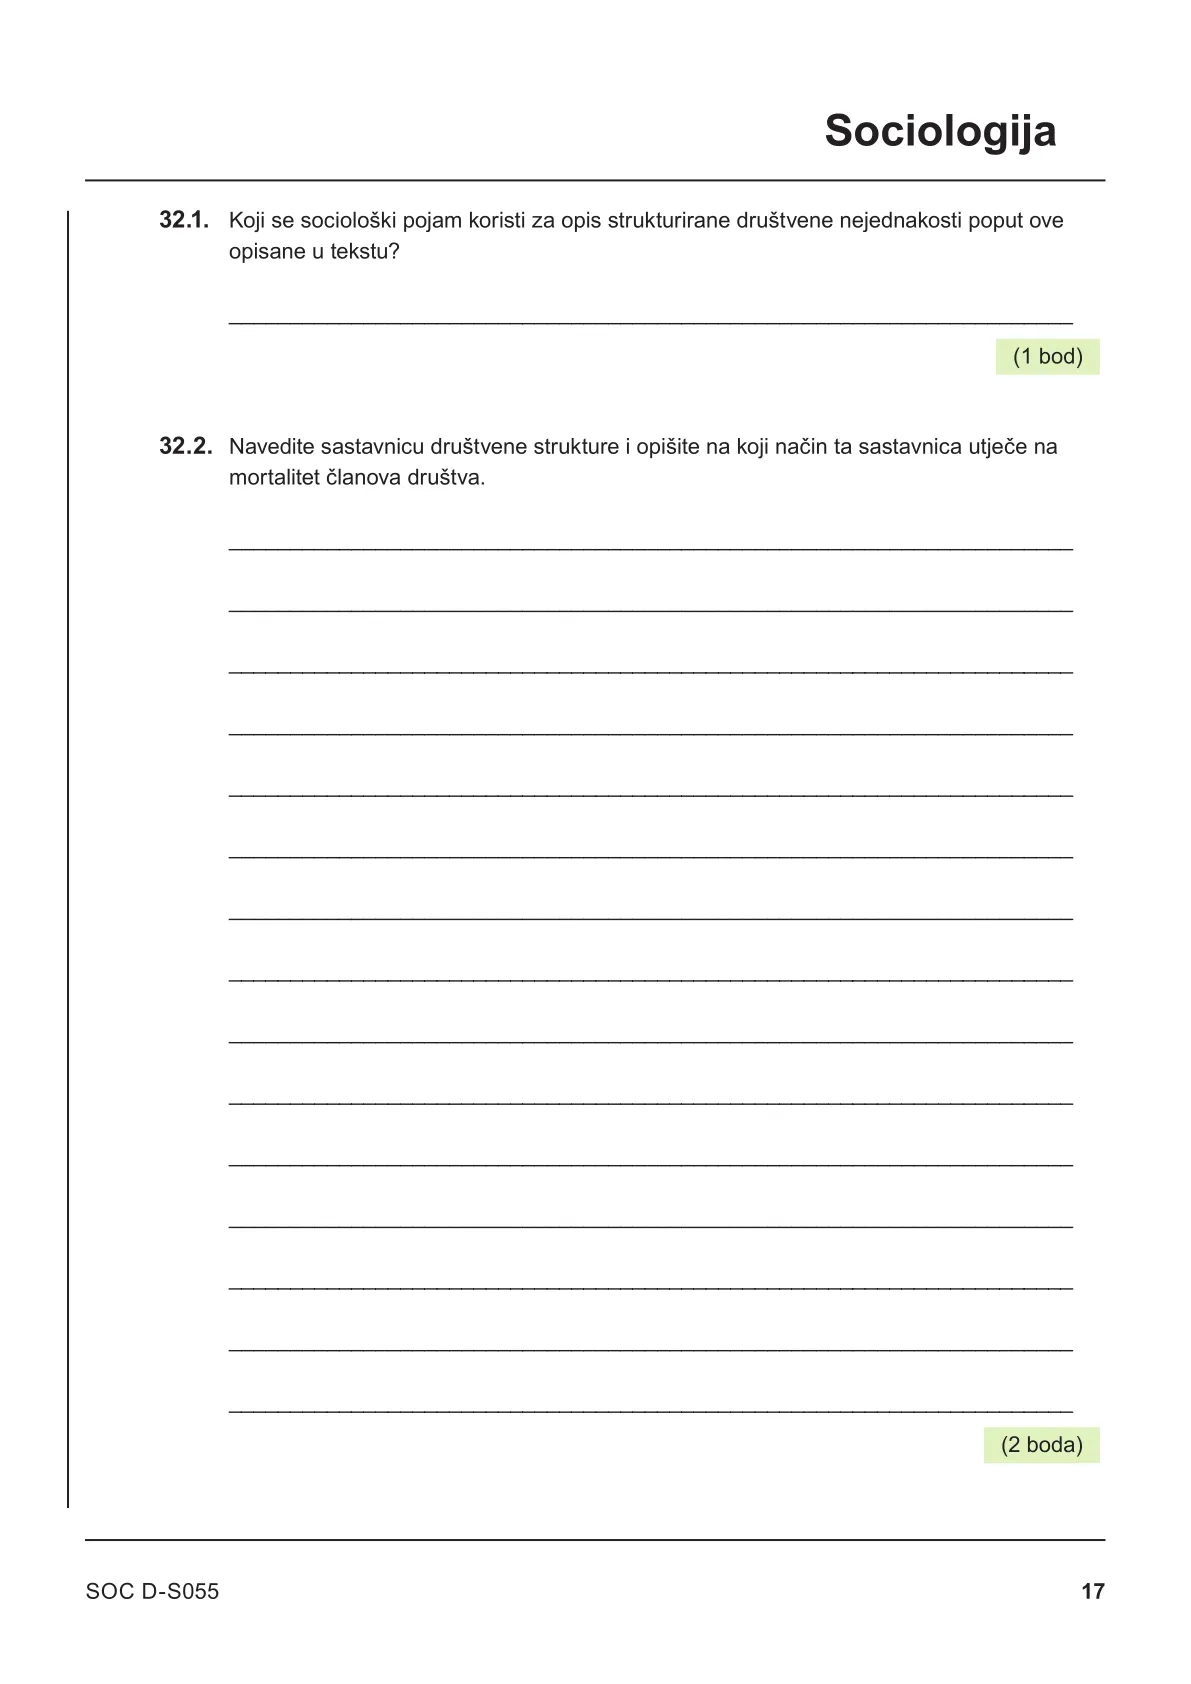 Sociologija
32.1. Koji se sociološki pojam koristi za opis strukturirane društvene nejednakosti poput ove
opisane u tekstu?
(1 bod)
32.2. Navedite sastavnicu društvene strukture i opišite na koji način ta sastavnica utječe na
mortalitet članova društva.
(2 boda)
SOC D-S055
17